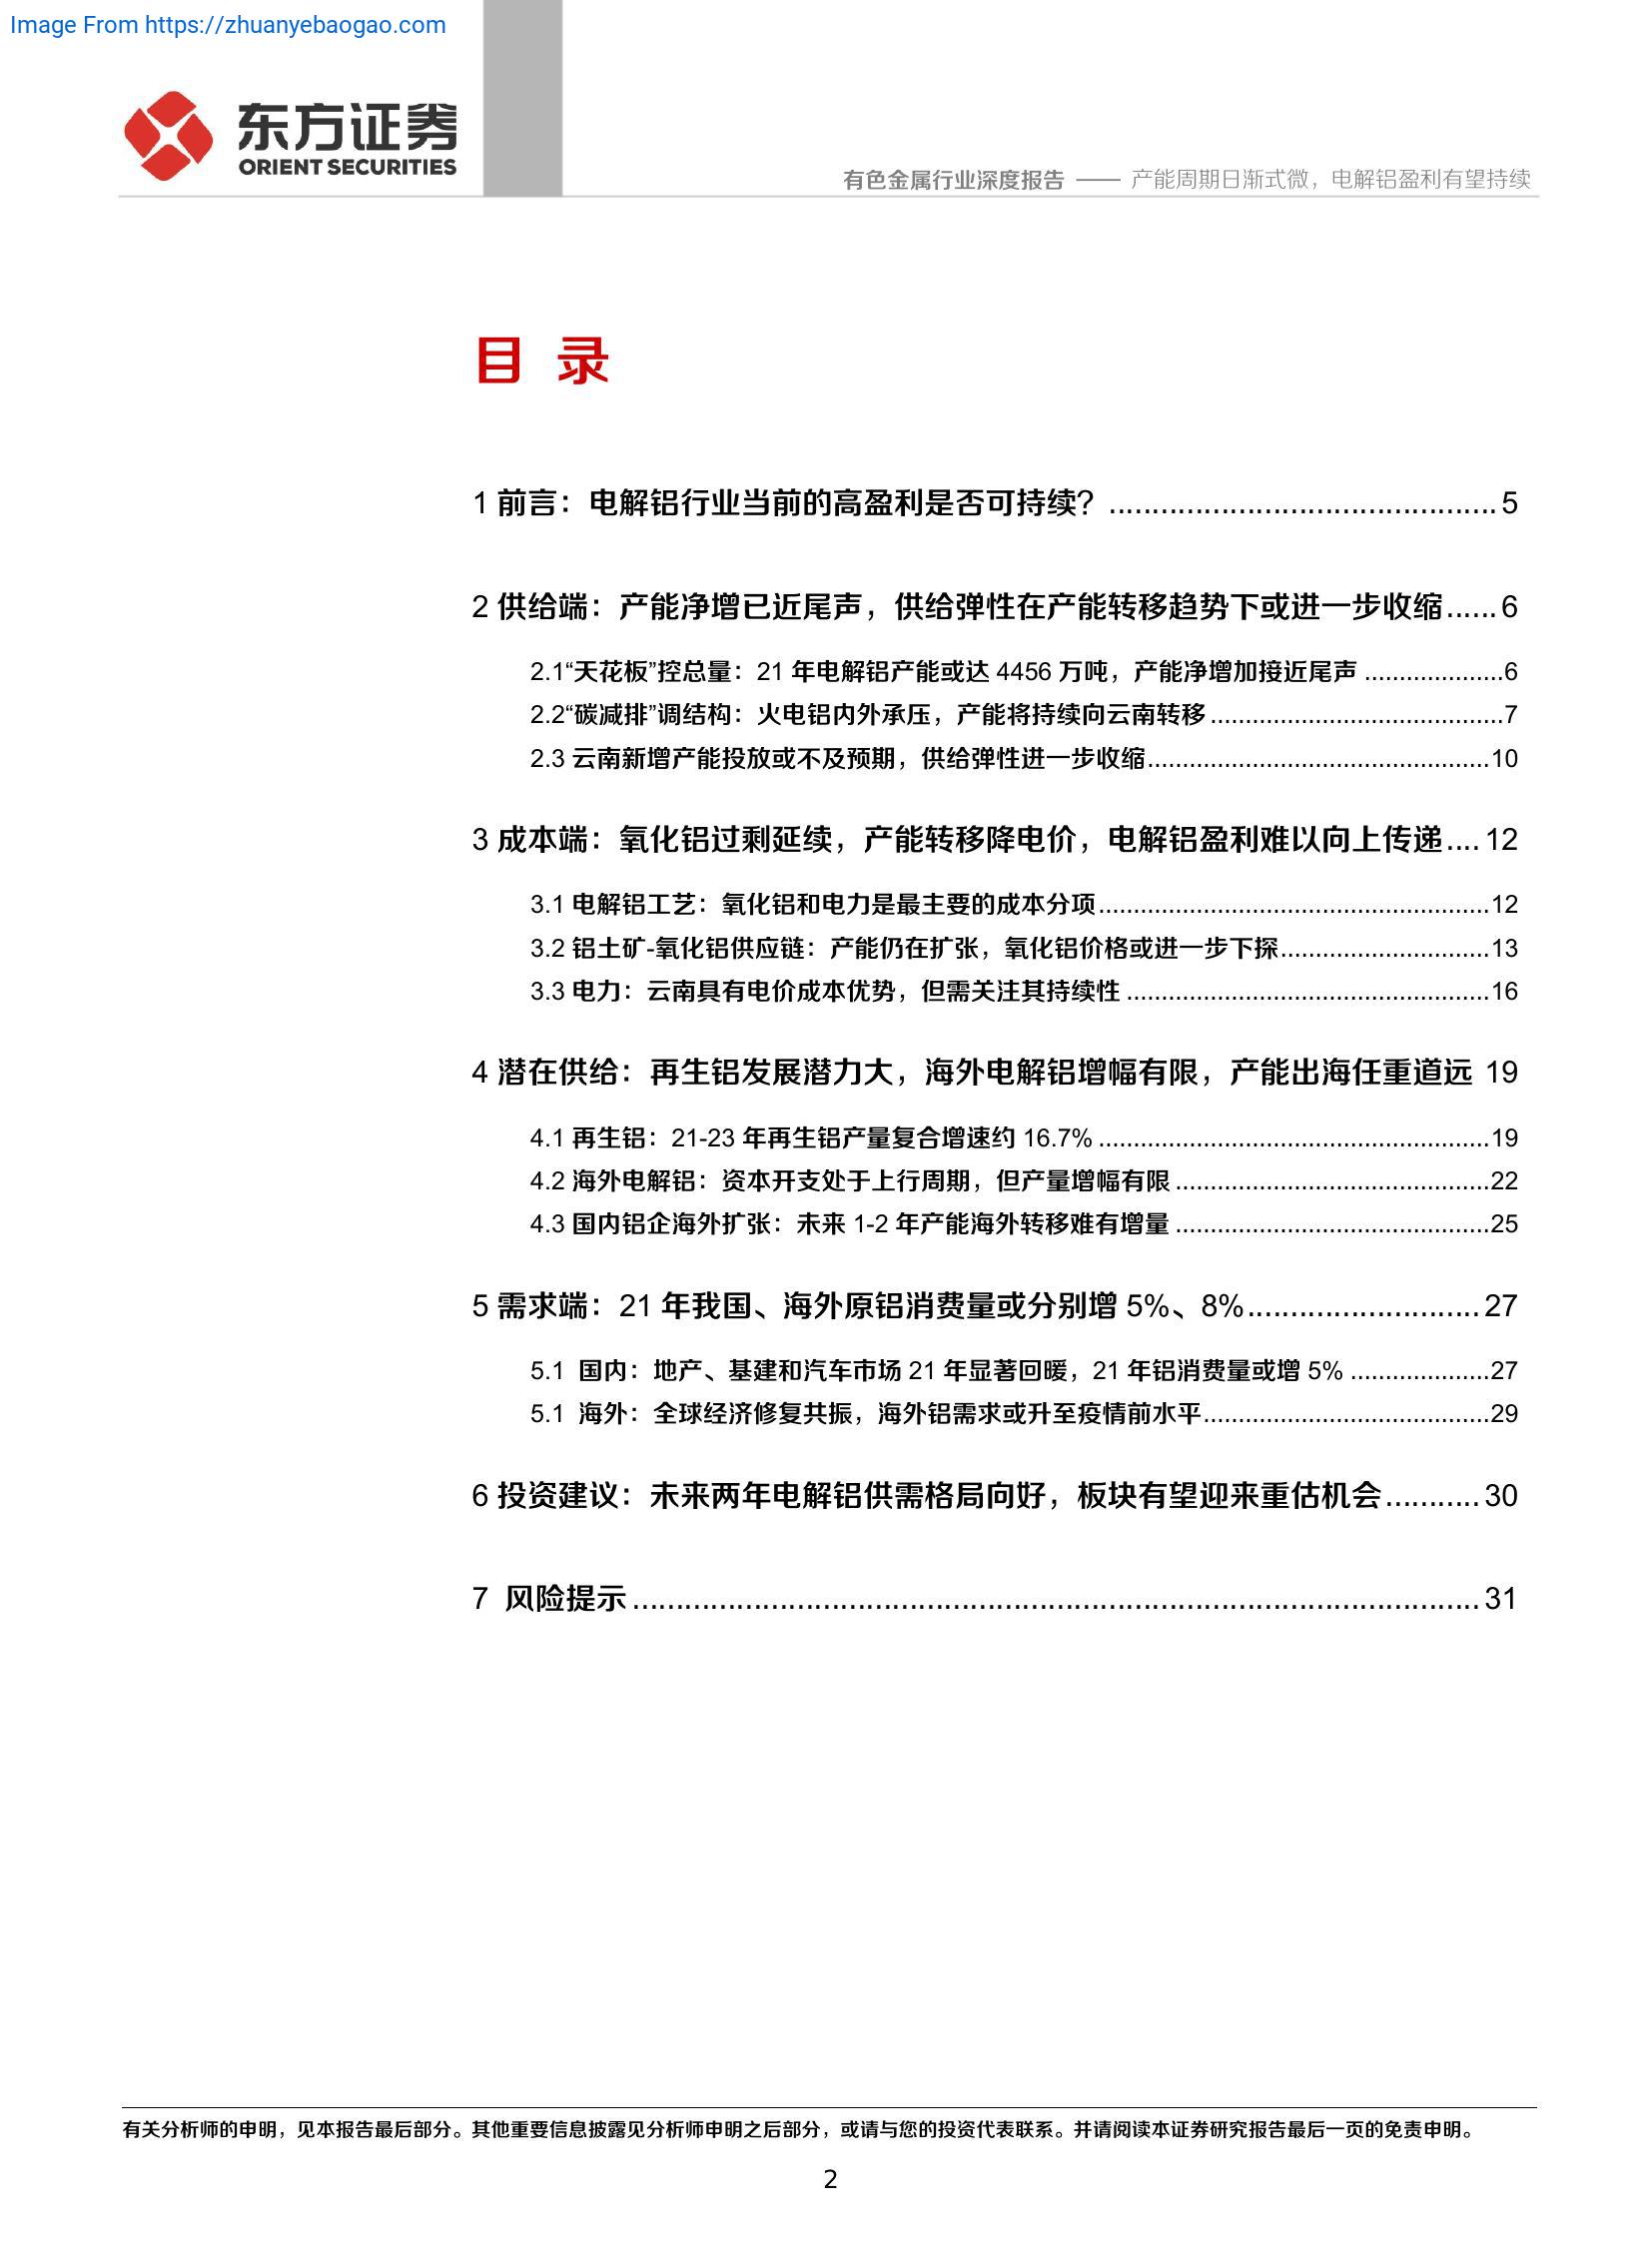 Image From https://zhuanyebaogao.com
东方证券
ORIENT SECURITIES
有色金属行业深度报告 —— 产能周期日渐式微，电解铝盈利有望持续
目 录
1 前言：电解铝行业当前的高盈利是否可持续？ ............................................. 5
2 供给端：产能净增已近尾声，供给弹性在产能转移趋势下或进一步收缩...... 6
2.1“天花板”控总量：21 年电解铝产能或达 4456 万吨，产能净增加接近尾声 ....................6
2.2“碳减排”调结构：火电铝内外承压，产能将持续向云南转移..........................................7
2.3 云南新增产能投放或不及预期，供给弹性进一步收缩.................................................10
3 成本端：氧化铝过剩延续，产能转移降电价，电解铝盈利难以向上传递.... 12
3.1 电解铝工艺：氧化铝和电力是最主要的成本分项........................................................12
3.2 铝土矿-氧化铝供应链：产能仍在扩张，氧化铝价格或进一步下探..............................13
3.3 电力：云南具有电价成本优势，但需关注其持续性 ....................................................16
4 潜在供给：再生铝发展潜力大，海外电解铝增幅有限，产能出海任重道远 19
4.1 再生铝：21-23 年再生铝产量复合增速约 16.7% ........................................................19
4.2 海外电解铝：资本开支处于上行周期，但产量增幅有限 .............................................22
4.3 国内铝企海外扩张：未来 1-2 年产能海外转移难有增量 .............................................25
5 需求端：21 年我国、海外原铝消费量或分别增 5%、8%........................... 27
5.1 国内：地产、基建和汽车市场 21 年显著回暖，21 年铝消费量或增 5% ....................27
5.1 海外：全球经济修复共振，海外铝需求或升至疫情前水平.........................................29
6 投资建议：未来两年电解铝供需格局向好，板块有望迎来重估机会........... 30
7 风险提示................................................................................................... 31
有关分析师的申明，见本报告最后部分。其他重要信息披露见分析师申明之后部分，或请与您的投资代表联系。并请阅读本证券研究报告最后一页的免责申明。
2